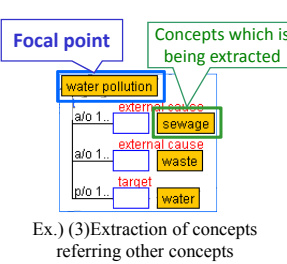 Focal point
Concepts which is
being extracted
water pollution
external cause
a/o 1..
sewage
external cause
a/o 1..
waste
target
p/o 1..
water
Ex.) (3)Extraction of concepts
referring other concepts